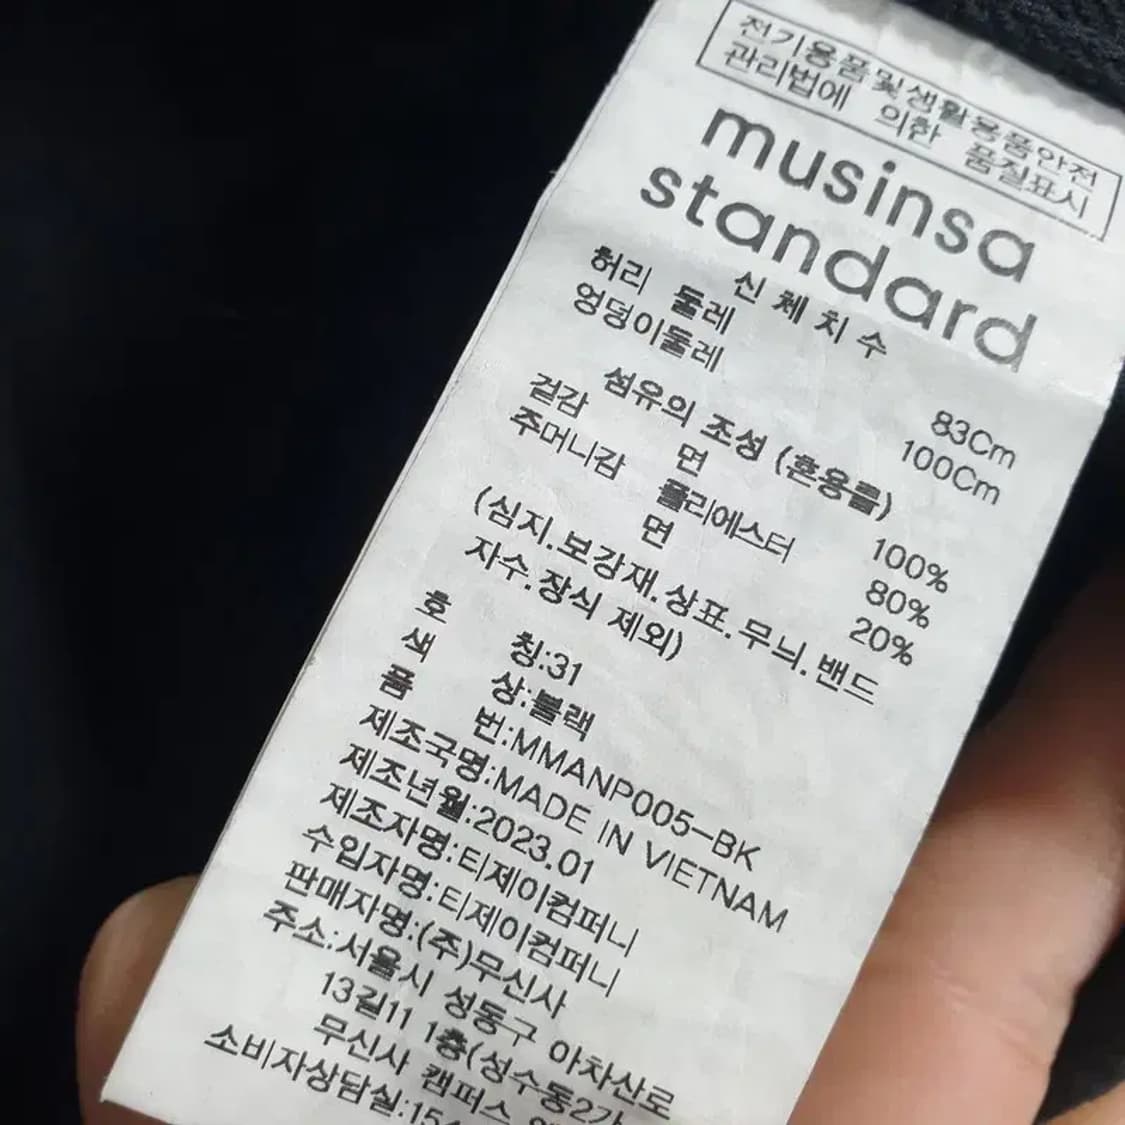 전기용품및생활용품안전
관리법에 의한 품질표시
musinsa
standard
신체치수
허리 둘레 83Cm
엉덩이둘레 100Cm
섬유의 조성 (혼용률)
겉감 면 100%
주머니감 폴리에스터 80%
면 20%
(심지.보강재.상표.무늬.밴드
자수.장식 제외)
호 칭:31
색 상:블랙
품 번:MMANP005-BK
제조국명:MADE IN VIETNAM
제조년월:2023.01
제조자명:티제이컴퍼니
수입자명:티제이컴퍼니
판매자명:(주)무신사
주소:서울시 성동구 아차산로
13길11 1층(성수동2가
무신사 캠퍼스
소비자상담실:154